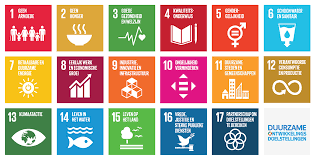 1 GEEN
ARMOEDE
2 GEEN
HONGER
3 GOEDE
GEZONDHEID
EN WELZIJN
4 KWALITEITS-
ONDERWIJS
5 GENDER-
GELIJKHEID
6 SCHOON WATER
EN SANITAIR
7 BETAALBARE EN
DUURZAME
ENERGIE
8 EERLIJK WERK
EN ECONOMISCHE
GROEI
9 INDUSTRIE,
INNOVATIE EN
INFRASTRUCTUUR
10 ONGELIJKHEID
VERMINDEREN
11 DUURZAME
STEDEN EN
GEMEENSCHAPPEN
12 VERANTWOORDE
CONSUMPTIE
EN PRODUCTIE
13 KLIMAATACTIE
14 LEVEN IN
HET WATER
15 LEVEN
OP HET LAND
16 VREDE,
JUSTITIE EN
STERKE PUBLIEKE
DIENSTEN
17 PARTNERSCHAP
OM DOELSTELLINGEN
TE BEREIKEN
DUURZAME
ONTWIKKELINGS
DOELSTELLINGEN